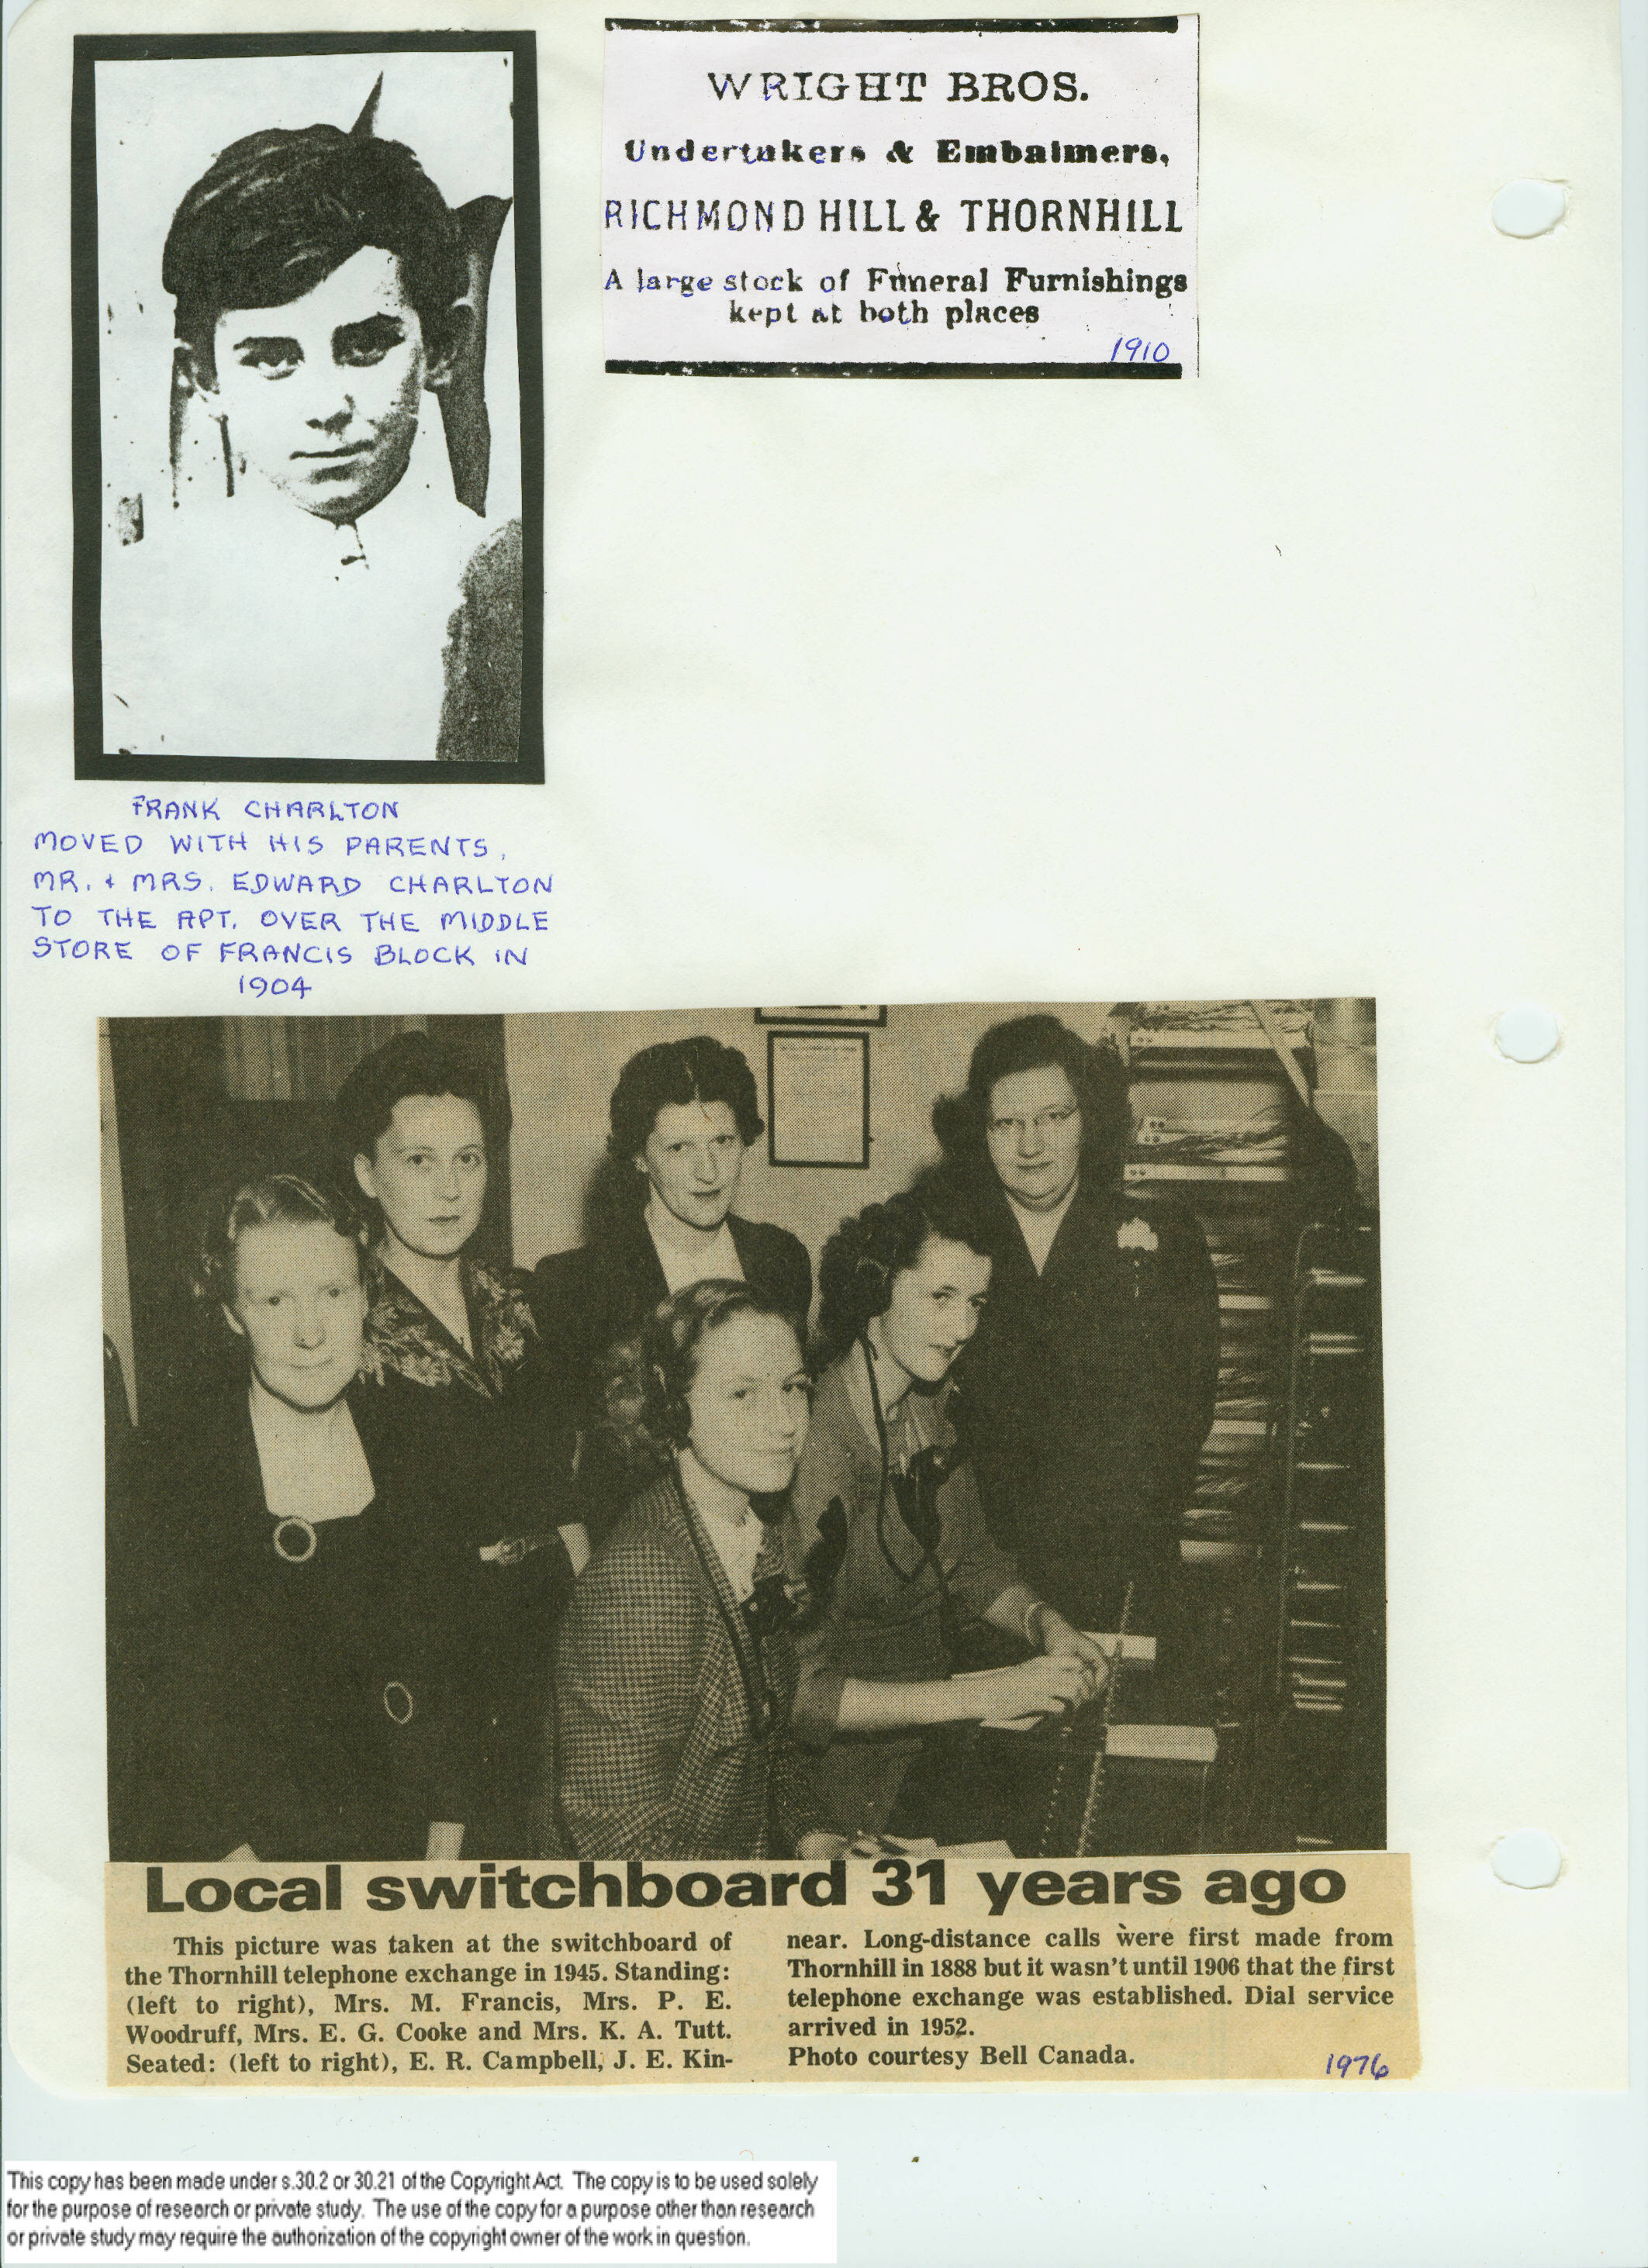 WRIGHT BROS.
Undertakers & Embalmers,
RICHMOND HILL & THORNHILL
A large stock of Funeral Furnishings
kept at both places
1910
FRANK CHARLTON
MOVED WITH HIS PARENTS,
MR. + MRS. EDWARD CHARLTON
TO THE APT. OVER THE MIDDLE
STORE OF FRANCIS BLOCK IN
1904
Local switchboard 31 years ago
This picture was taken at the switchboard of
the Thornhill telephone exchange in 1945. Standing:
(left to right), Mrs. M. Francis, Mrs. P. E.
Woodruff, Mrs. E. G. Cooke and Mrs. K. A. Tutt.
Seated: (left to right), E. R. Campbell, J. E. Kin-
near. Long-distance calls were first made from
Thornhill in 1888 but it wasn't until 1906 that the first
telephone exchange was established. Dial service
arrived in 1952.
Photo courtesy Bell Canada.
1976
This copy has been made under s.30.2 or 30.21 of the Copyright Act. The copy is to be used solely
for the purpose of research or private study. The use of the copy for a purpose other than research
or private study may require the authorization of the copyright owner of the work in question.